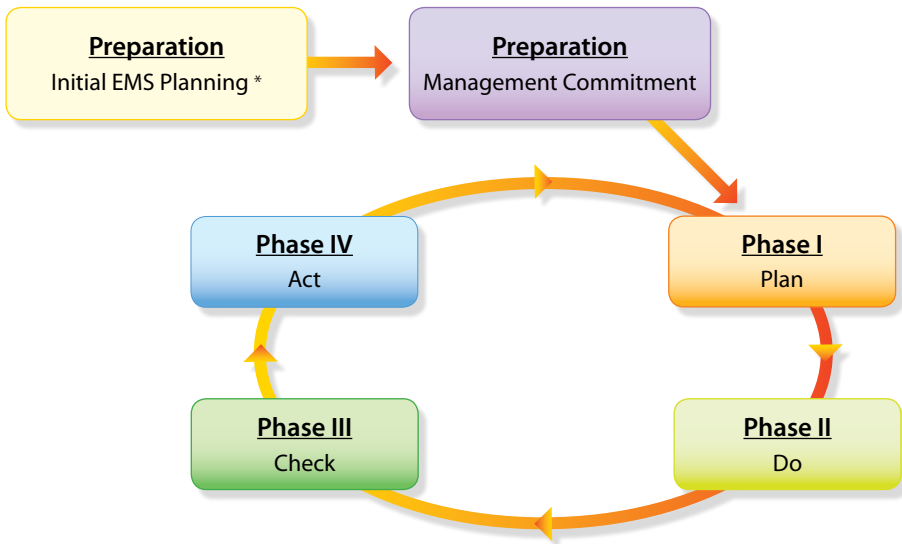 Preparation
Initial EMS Planning *
Preparation
Management Commitment
Phase IV
Act
Phase I
Plan
Phase III
Check
Phase II
Do